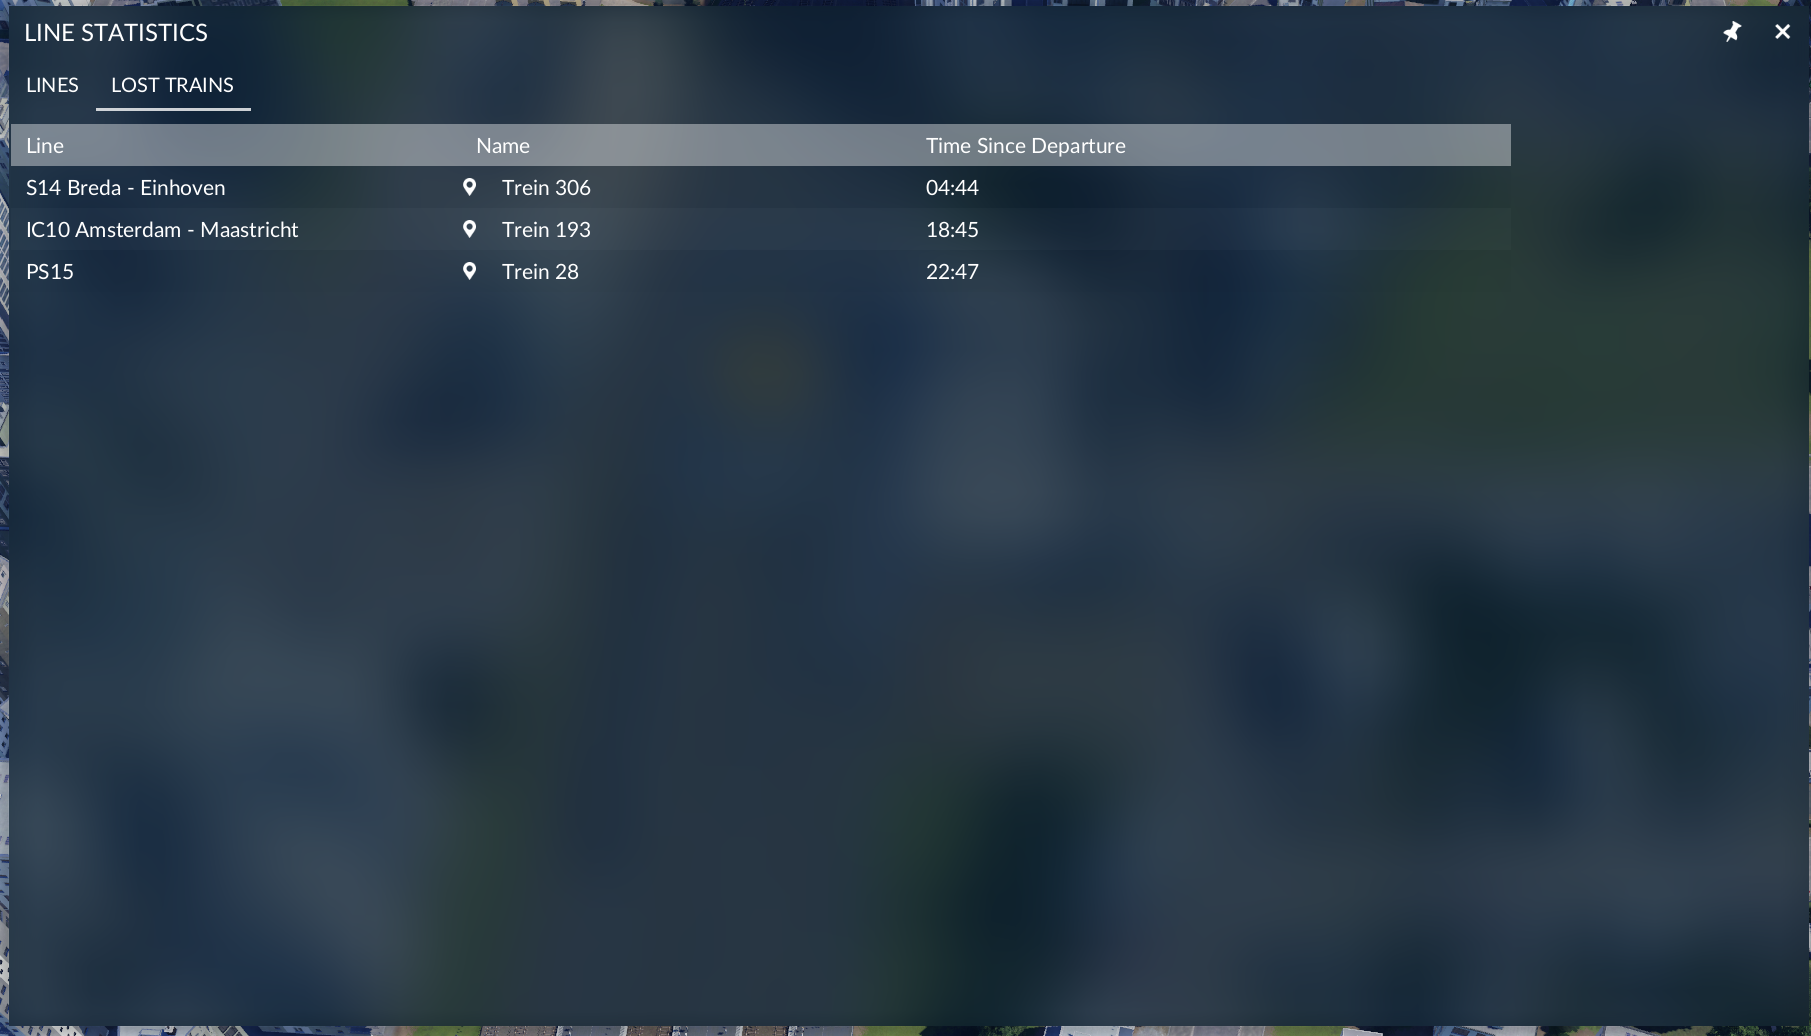 LINE STATISTICS
LINES LOST TRAINS
Line Name Time Since Departure
S14 Breda - Einhoven Trein 306 04:44
IC10 Amsterdam - Maastricht Trein 193 18:45
PS15 Trein 28 22:47